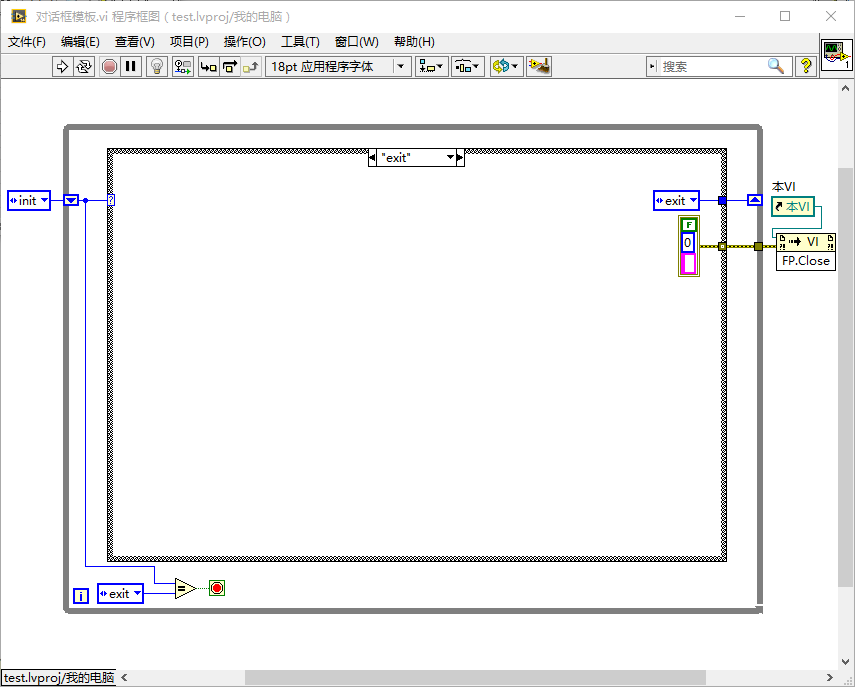 对话框模板.vi 程序框图 ( test.lvproj/我的电脑 )
文件(F) 编辑(E) 查看(V) 项目(P) 操作(O) 工具(T) 窗口(W) 帮助(H)
18pt 应用程序字体 搜索 ? 1
"exit"
init ? exit 本VI
本VI
F
0 VI
FP.Close
i exit =
test.lvproj/我的电脑